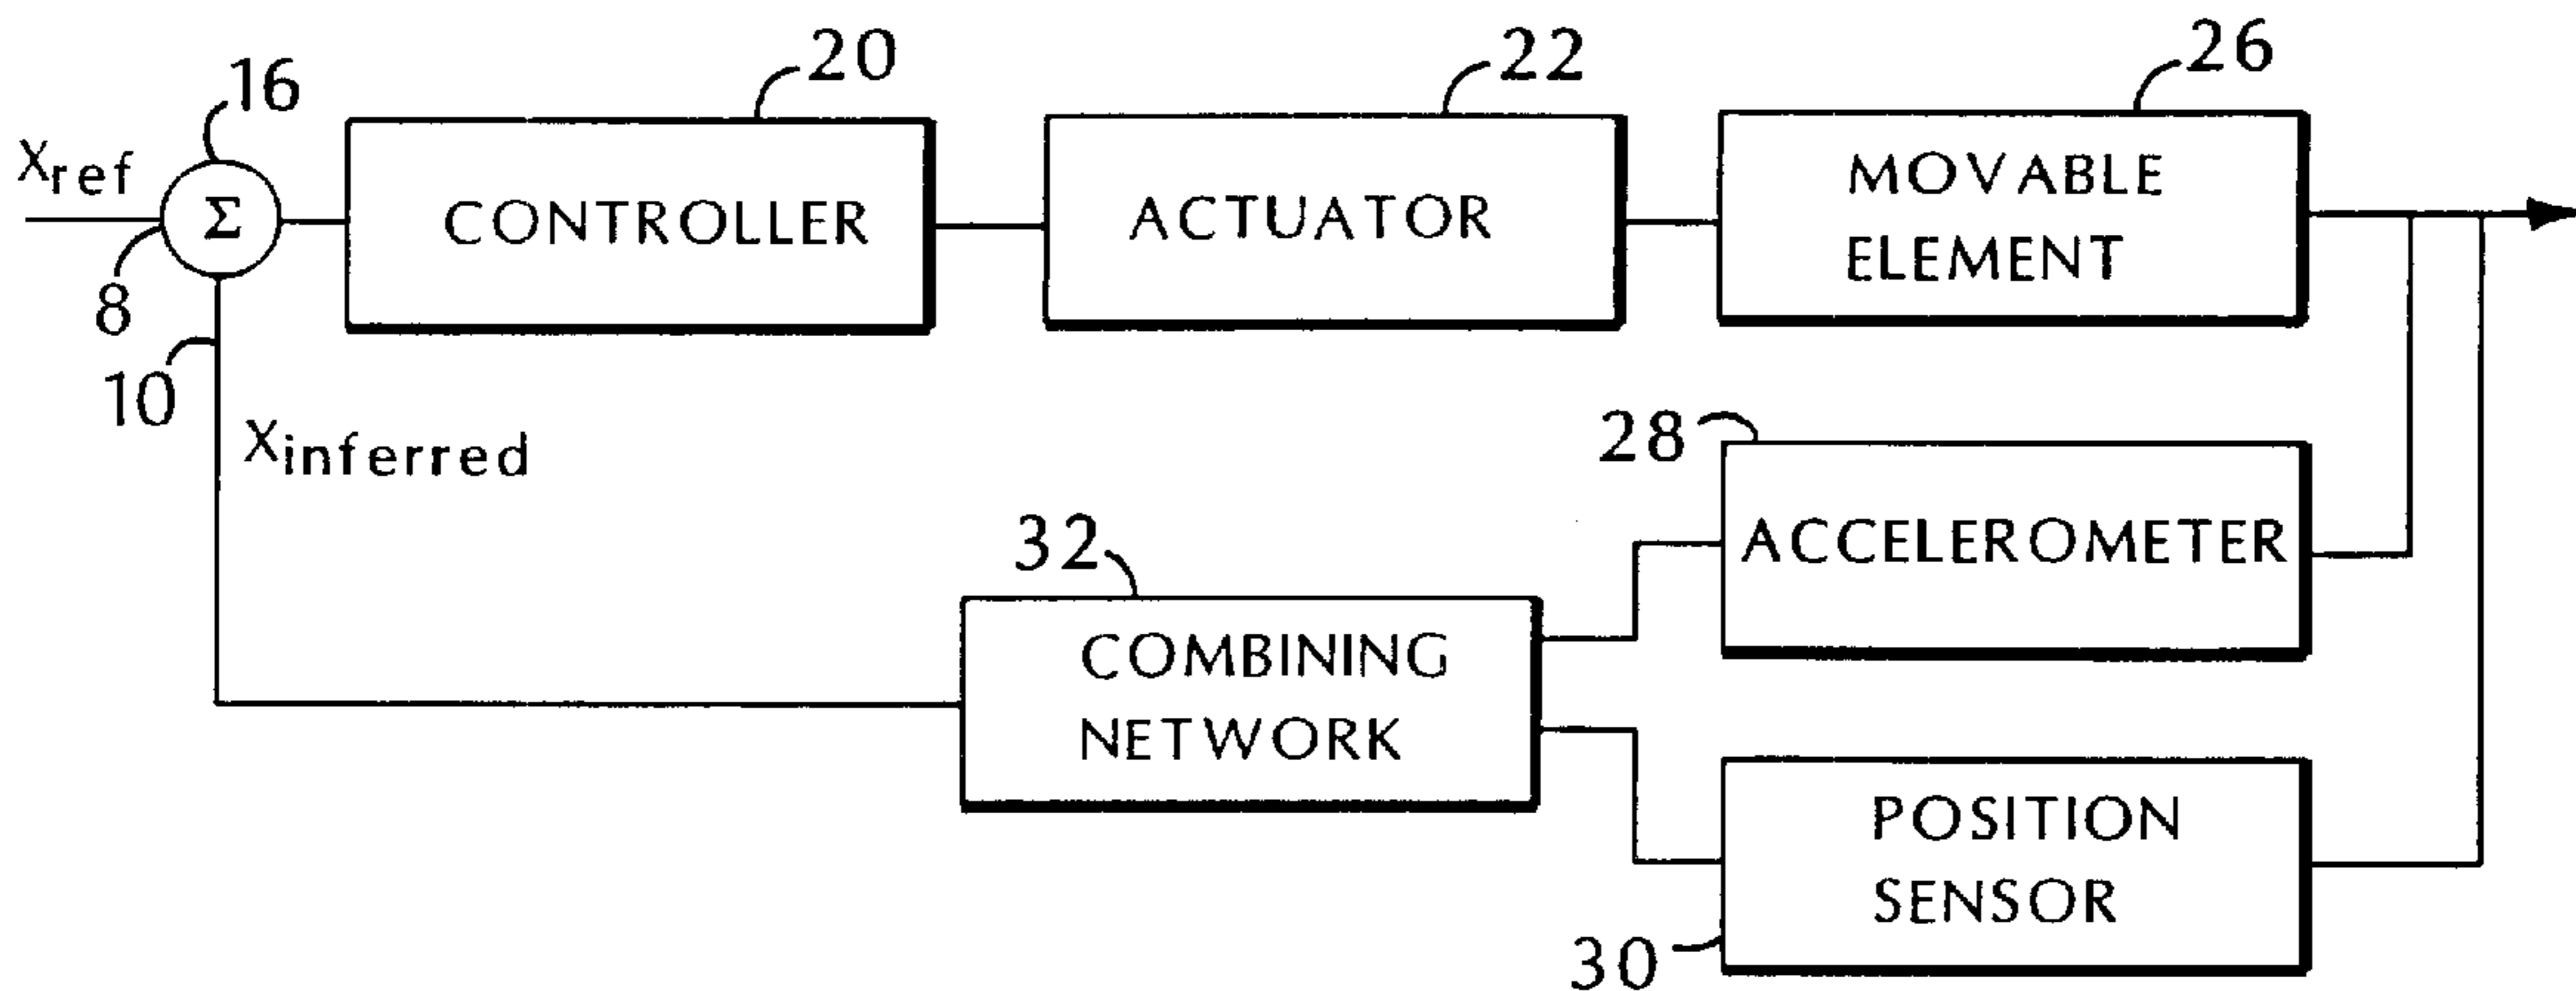 20
22
26
16
Xref
Σ
CONTROLLER
ACTUATOR
MOVABLE
ELEMENT
8
10
Xinferred
28
ACCELEROMETER
32
COMBINING
NETWORK
POSITION
SENSOR
30